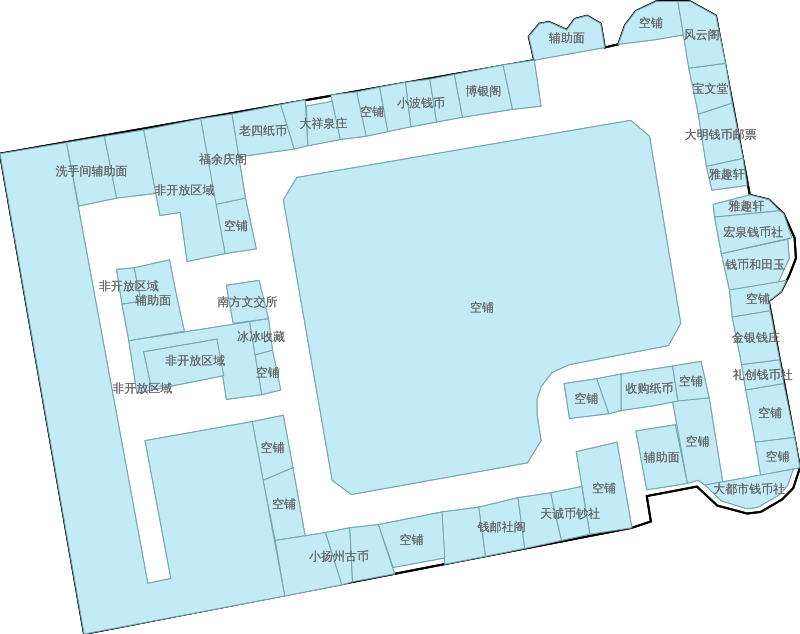 空铺
风云阁
辅助面
宝文堂
博银阁
小波钱币
空铺
大祥泉庄
老四纸币
大明钱币邮票
福余庆阁
洗手间辅助面
雅趣轩
非开放区域
雅趣轩
空铺
宏泉钱币社
钱币和田玉
非开放区域
辅助面
南方文交所
空铺
空铺
冰冰收藏
金银钱庄
非开放区域
空铺
礼创钱币社
非开放区域
收购纸币
空铺
空铺
空铺
空铺
空铺
辅助面
空铺
大都市钱币社
空铺
空铺
天诚币钞社
钱邮社阁
空铺
小扬州古币